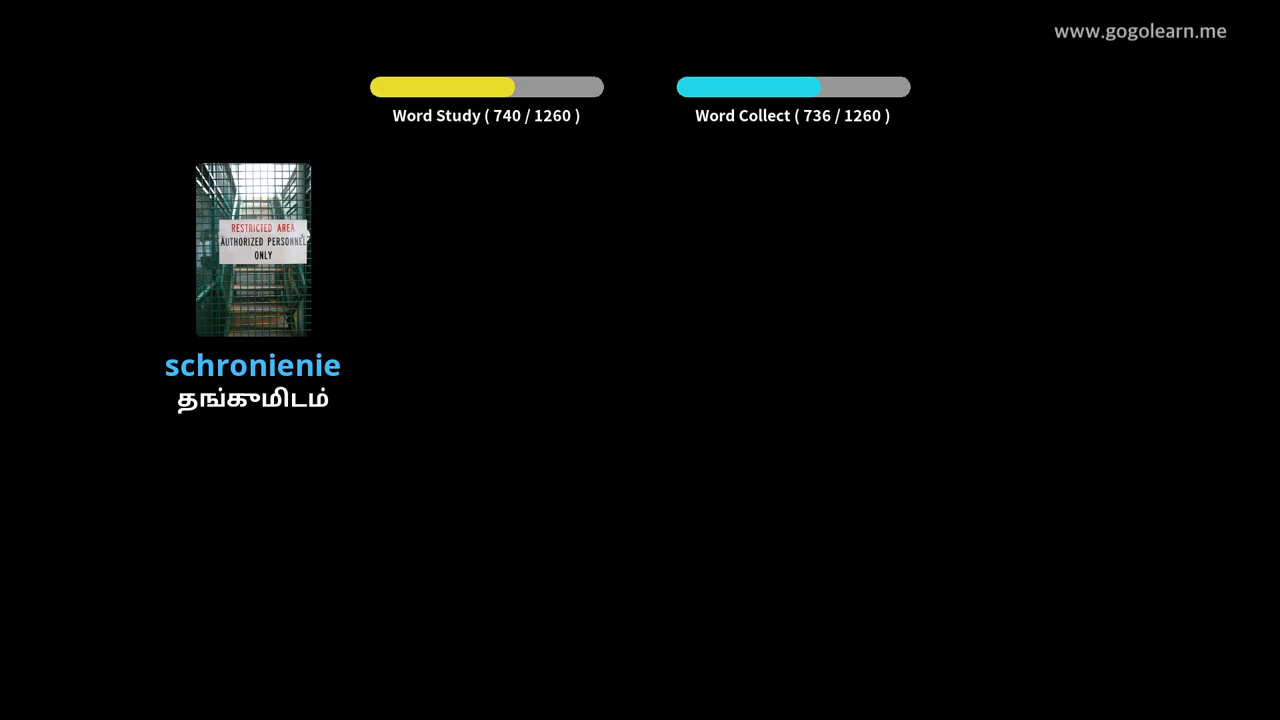 www.gogolearn.me
Word Study ( 740 / 1260 )
Word Collect ( 736 / 1260 )
RESTRICTED AREA
AUTHORIZED PERSONNEL
ONLY
schronienie
தங்குமிடம்